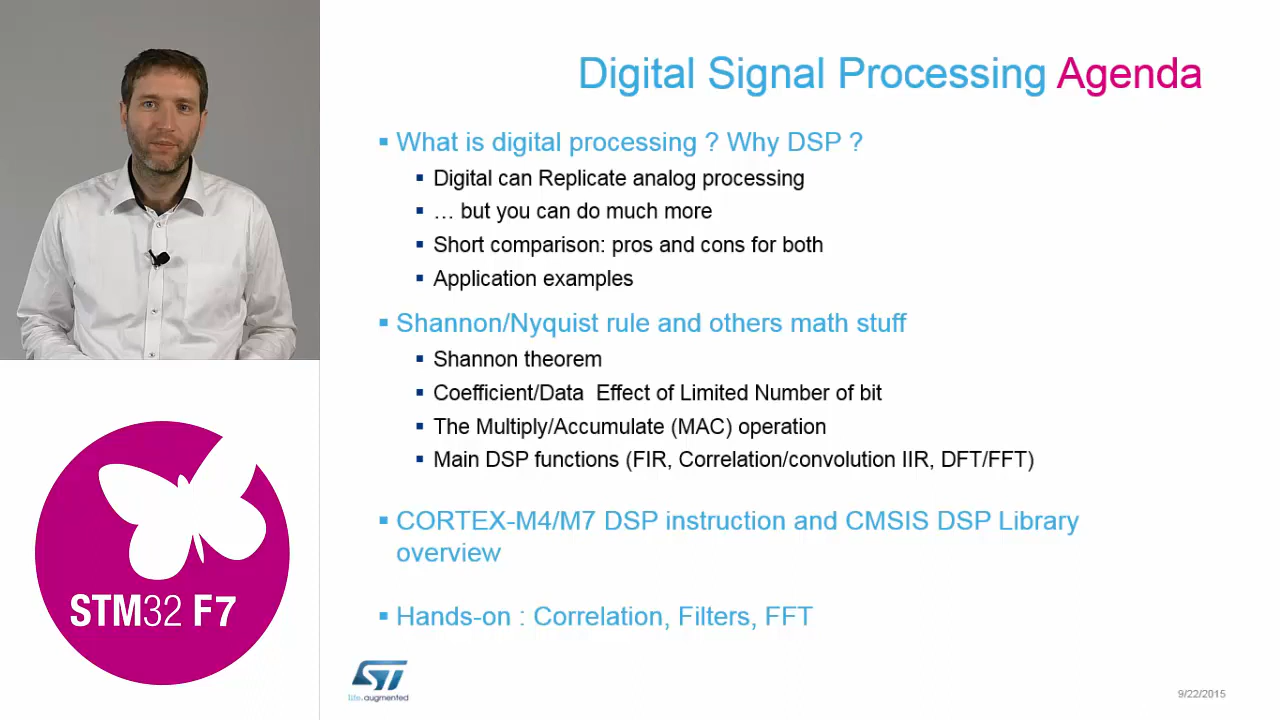 Digital Signal Processing Agenda
What is digital processing ? Why DSP ?
Digital can Replicate analog processing
… but you can do much more
Short comparison: pros and cons for both
Application examples
Shannon/Nyquist rule and others math stuff
Shannon theorem
Coefficient/Data Effect of Limited Number of bit
The Multiply/Accumulate (MAC) operation
Main DSP functions (FIR, Correlation/convolution IIR, DFT/FFT)
CORTEX-M4/M7 DSP instruction and CMSIS DSP Library
overview
Hands-on : Correlation, Filters, FFT
STM32 F7
ST
life.augmented
9/22/2015